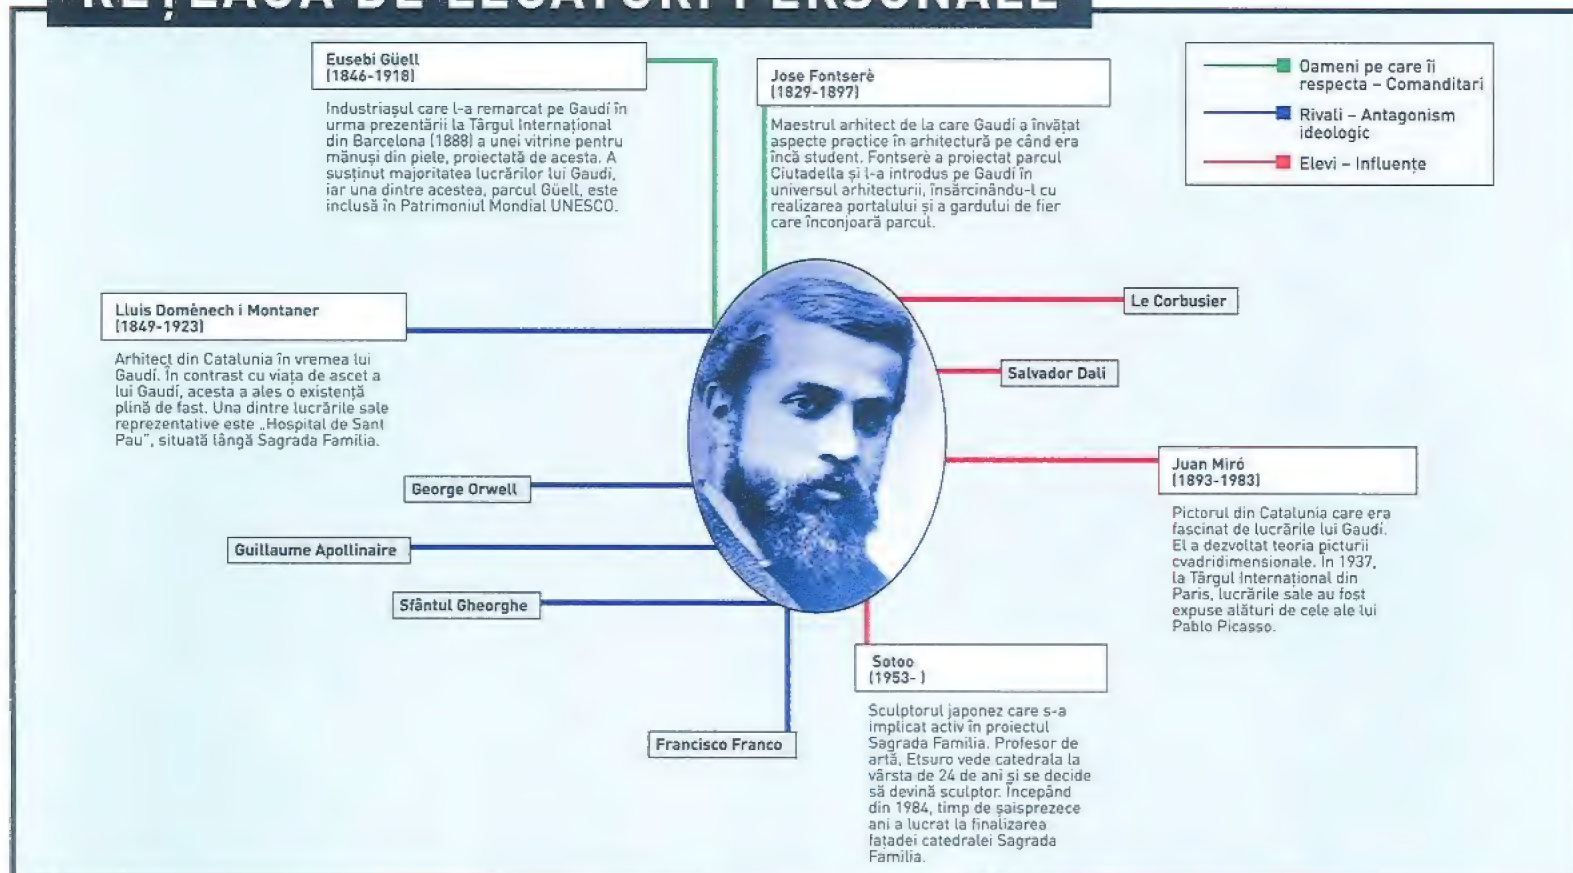 REȚEAUA DE LEGĂTURI PERSONALE
Eusebi Güell
(1846-1918)
Industriașul care l-a remarcat pe Gaudí în
urma prezentării la Târgul Internațional
din Barcelona (1888) a unei vitrine pentru
mănuși din piele, proiectată de acesta. A
susținut majoritatea lucrărilor lui Gaudí,
iar una dintre acestea, parcul Güell, este
inclusă în Patrimoniul Mondial UNESCO.
Jose Fontserè
(1829-1897)
Maestrul arhitect de la care Gaudí a învățat
aspecte practice în arhitectură pe când era
încă student. Fontserè a proiectat parcul
Ciutadella și l-a introdus pe Gaudí în
universul arhitecturii, însărcinându-l cu
realizarea portalului și a gardului de fier
care înconjoară parcul.
Oameni pe care îi
respecta – Comanditari
Rivali – Antagonism
ideologic
Elevi – Influențe
Lluis Domènech i Montaner
(1849-1923)
Arhitect din Catalunia în vremea lui
Gaudí. În contrast cu viața de ascet a
lui Gaudí, acesta a ales o existență
plină de fast. Una dintre lucrările sale
reprezentative este „Hospital de Sant
Pau”, situată lângă Sagrada Familia.
Le Corbusier
Salvador Dali
Juan Miró
(1893-1983)
Pictorul din Catalunia care era
fascinat de lucrările lui Gaudí.
El a dezvoltat teoria picturii
cvadridimensionale. În 1937,
la Târgul Internațional din
Paris, lucrările sale au fost
expuse alături de cele ale lui
Pablo Picasso.
George Orwell
Guillaume Apollinaire
Sfântul Gheorghe
Francisco Franco
Sotoo
(1953- )
Sculptorul japonez care s-a
implicat activ în proiectul
Sagrada Familia. Profesor de
artă, Etsuro vede catedrala la
vârsta de 24 de ani și se decide
să devină sculptor. Începând
din 1984, timp de șaisprezece
ani a lucrat la finalizarea
fațadei catedralei Sagrada
Familia.